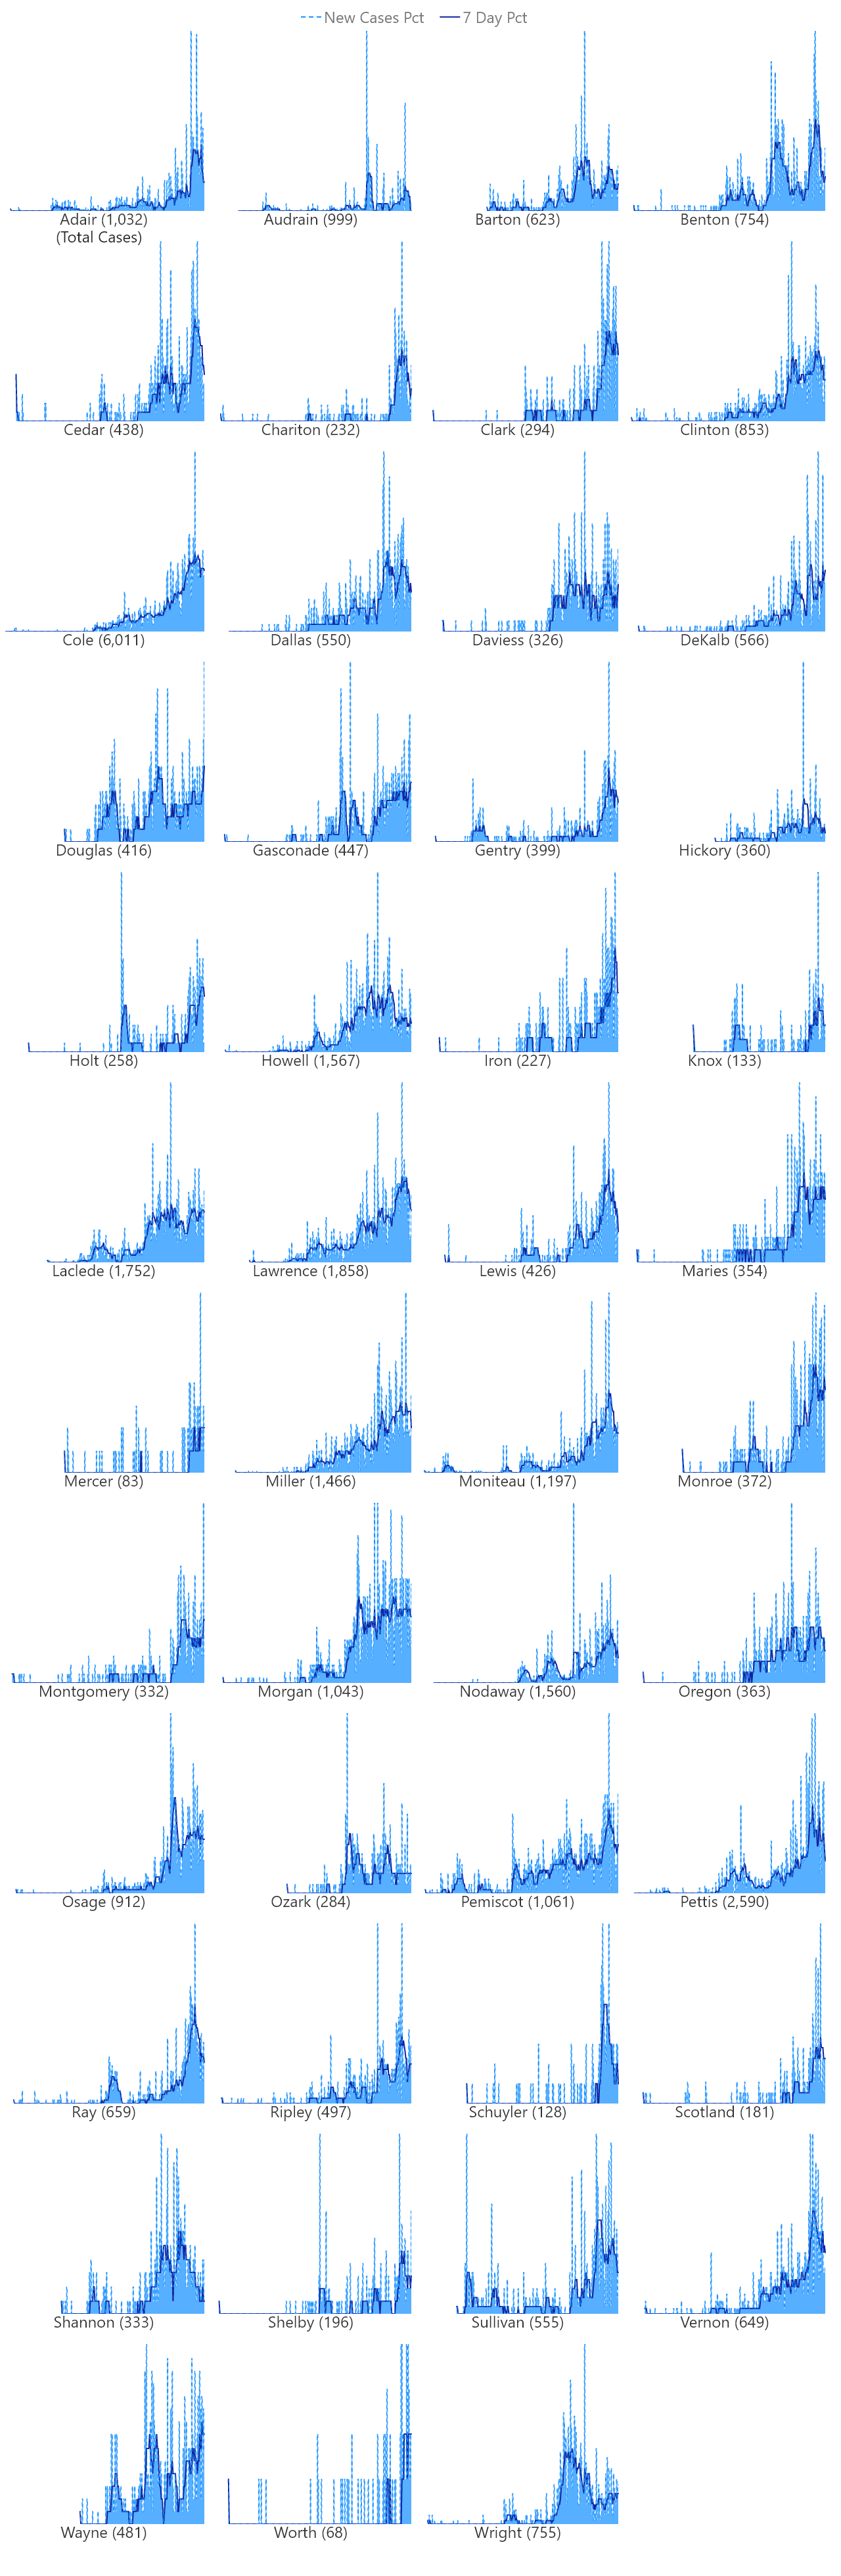 New Cases Pct 7 Day Pct
Adair (1,032) Audrain (999) Barton (623) Benton (754)
(Total Cases)
Cedar (438) Chariton (232) Clark (294) Clinton (853)
Cole (6,011) Dallas (550) Daviess (326) DeKalb (566)
Douglas (416) Gasconade (447) Gentry (399) Hickory (360)
Holt (258) Howell (1,567) Iron (227) Knox (133)
Laclede (1,752) Lawrence (1,858) Lewis (426) Maries (354)
Mercer (83) Miller (1,466) Moniteau (1,197) Monroe (372)
Montgomery (332) Morgan (1,043) Nodaway (1,560) Oregon (363)
Osage (912) Ozark (284) Pemiscot (1,061) Pettis (2,590)
Ray (659) Ripley (497) Schuyler (128) Scotland (181)
Shannon (333) Shelby (196) Sullivan (555) Vernon (649)
Wayne (481) Worth (68) Wright (755)